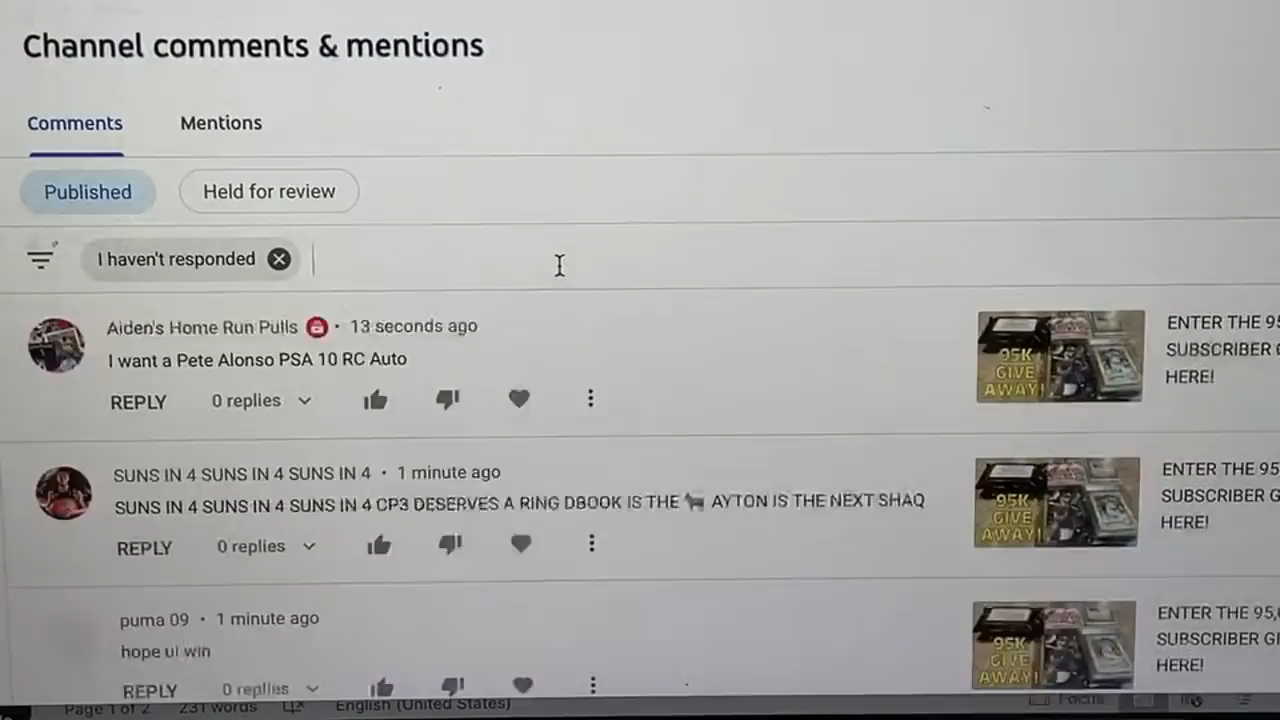 Channel comments & mentions
Comments Mentions
Published Held for review
I haven't responded
Aiden's Home Run Pulls · 13 seconds ago
I want a Pete Alonso PSA 10 RC Auto
REPLY 0 replies
95K
GIVE
AWAY!
ENTER THE 95
SUBSCRIBER G
HERE!
SUNS IN 4 SUNS IN 4 SUNS IN 4 · 1 minute ago
SUNS IN 4 SUNS IN 4 SUNS IN 4 CP3 DESERVES A RING DBOOK IS THE 🐐 AYTON IS THE NEXT SHAQ
REPLY 0 replies
95K
GIVE
AWAY!
ENTER THE 95
SUBSCRIBER G
HERE!
puma 09 · 1 minute ago
hope ui win
REPLY 0 replies
95K
GIVE
AWAY!
ENTER THE 95,
SUBSCRIBER GI
HERE!
Page 1 of 2 231 words English (United States) Focus